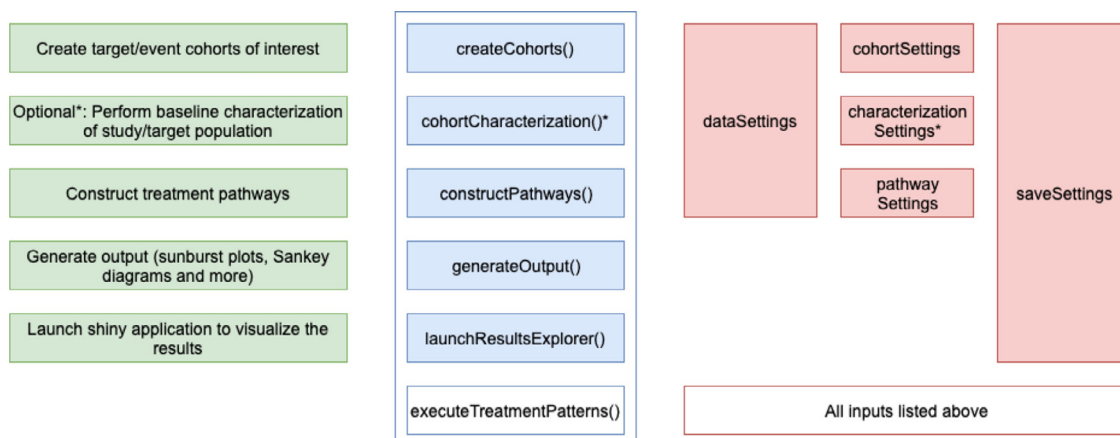 Create target/event cohorts of interest
createCohorts()
cohortSettings
Optional*: Perform baseline characterization
of study/target population
cohortCharacterization()*
dataSettings
characterization
Settings*
Construct treatment pathways
constructPathways()
pathway
Settings
saveSettings
Generate output (sunburst plots, Sankey
diagrams and more)
generateOutput()
Launch shiny application to visualize the
results
launchResultsExplorer()
executeTreatmentPatterns()
All inputs listed above